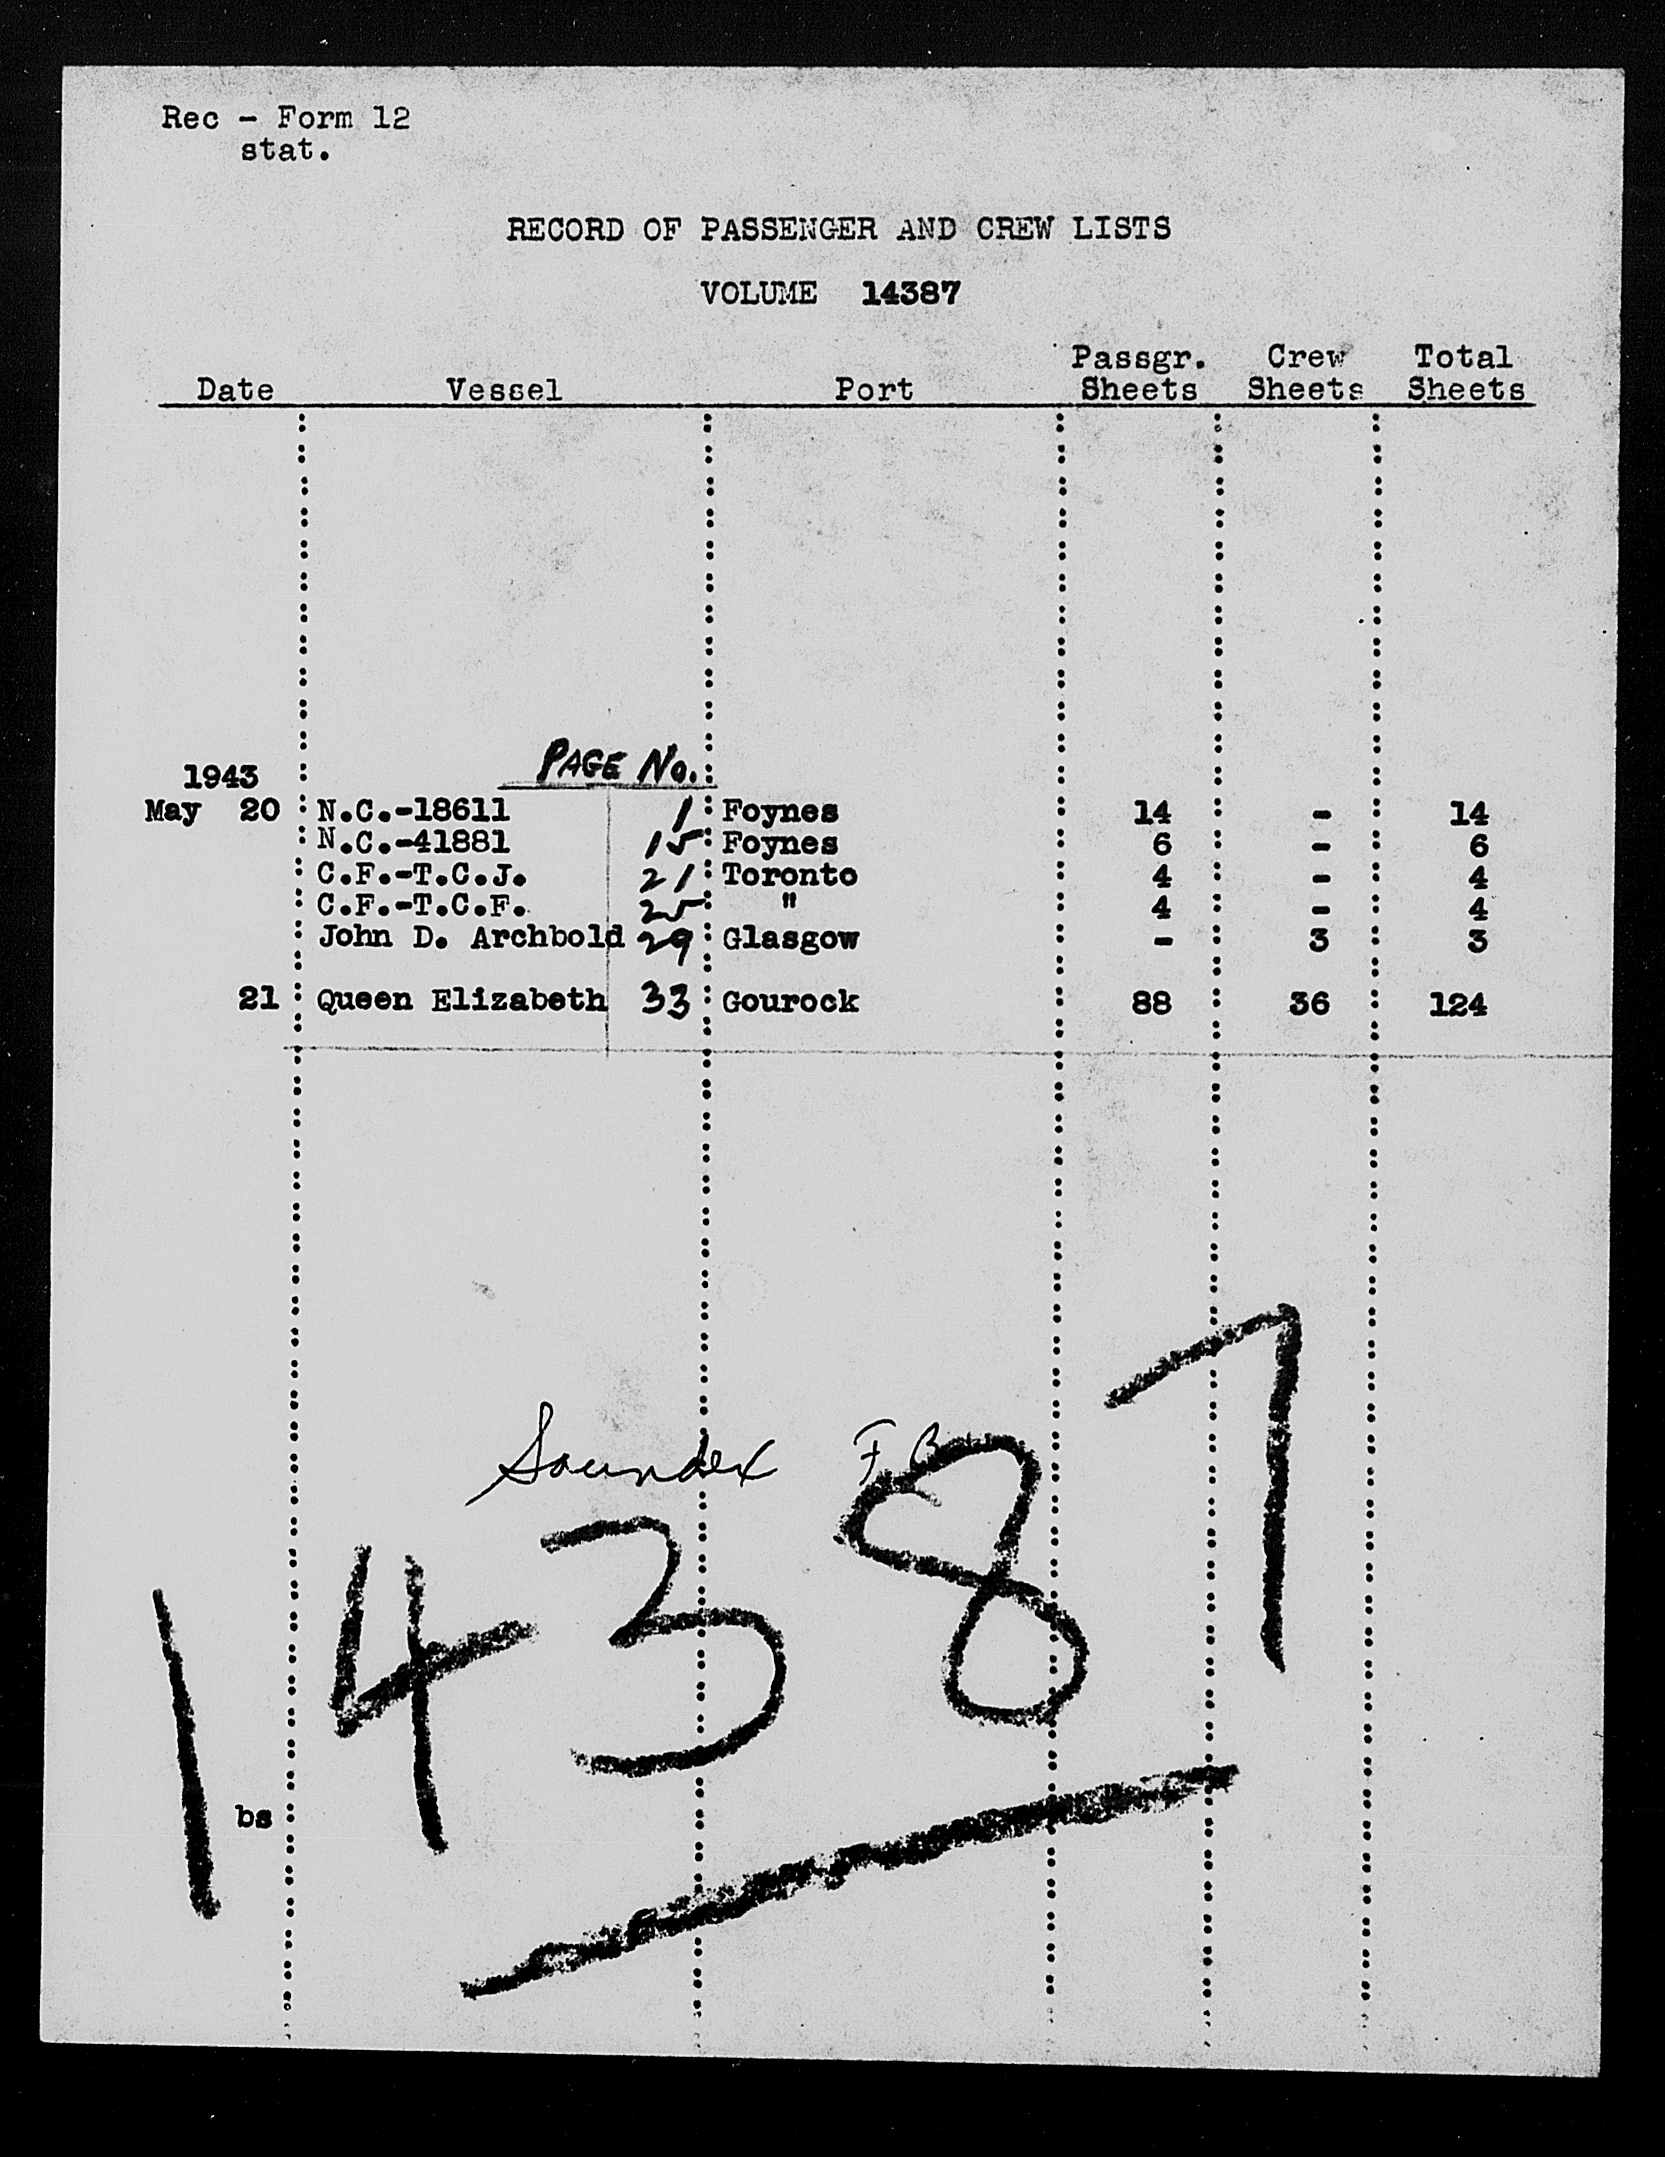 Rec - Form 12
stat.
RECORD OF PASSENGER AND CREW LISTS
VOLUME 14387
Passgr. Crew Total
Date Vessel Port Sheets Sheets Sheets
PAGE No.
1943
May 20 N.C.-18611 1 Foynes 14 - 14
N.C.-41881 15 Foynes 6 - 6
C.F.-T.C.J. 21 Toronto 4 - 4
C.F.-T.C.F. 25 " 4 - 4
John D. Archbold 29 Glasgow - 3 3
21 Queen Elizabeth 33 Gourock 88 36 124
Soundex F.B
14387
bs